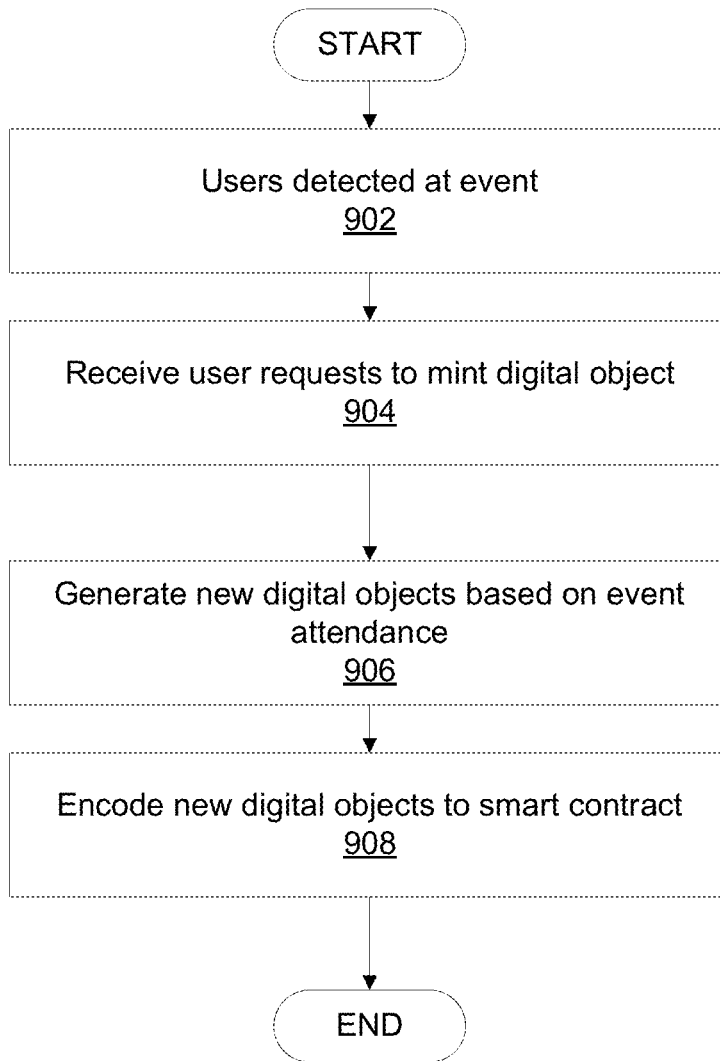 START
Users detected at event
902
Receive user requests to mint digital object
904
Generate new digital objects based on event
attendance
906
Encode new digital objects to smart contract
908
END